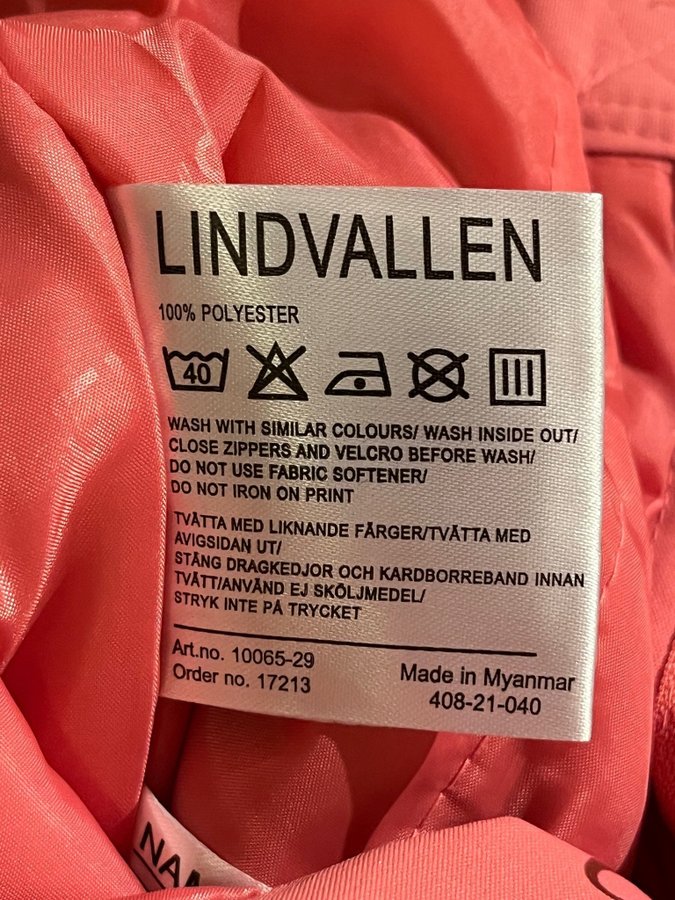 LINDVALLEN
100% POLYESTER
40
WASH WITH SIMILAR COLOURS/ WASH INSIDE OUT/
CLOSE ZIPPERS AND VELCRO BEFORE WASH/
DO NOT USE FABRIC SOFTENER/
DO NOT IRON ON PRINT
TVÄTTA MED LIKNANDE FÄRGER/TVÄTTA MED
AVIGSIDAN UT/
STÄNG DRAGKEDJOR OCH KARDBORREBAND INNAN
TVÄTT/ANVÄND EJ SKÖLJMEDEL/
STRYK INTE PÅ TRYCKET
Art.no. 10065-29
Order no. 17213
Made in Myanmar
408-21-040